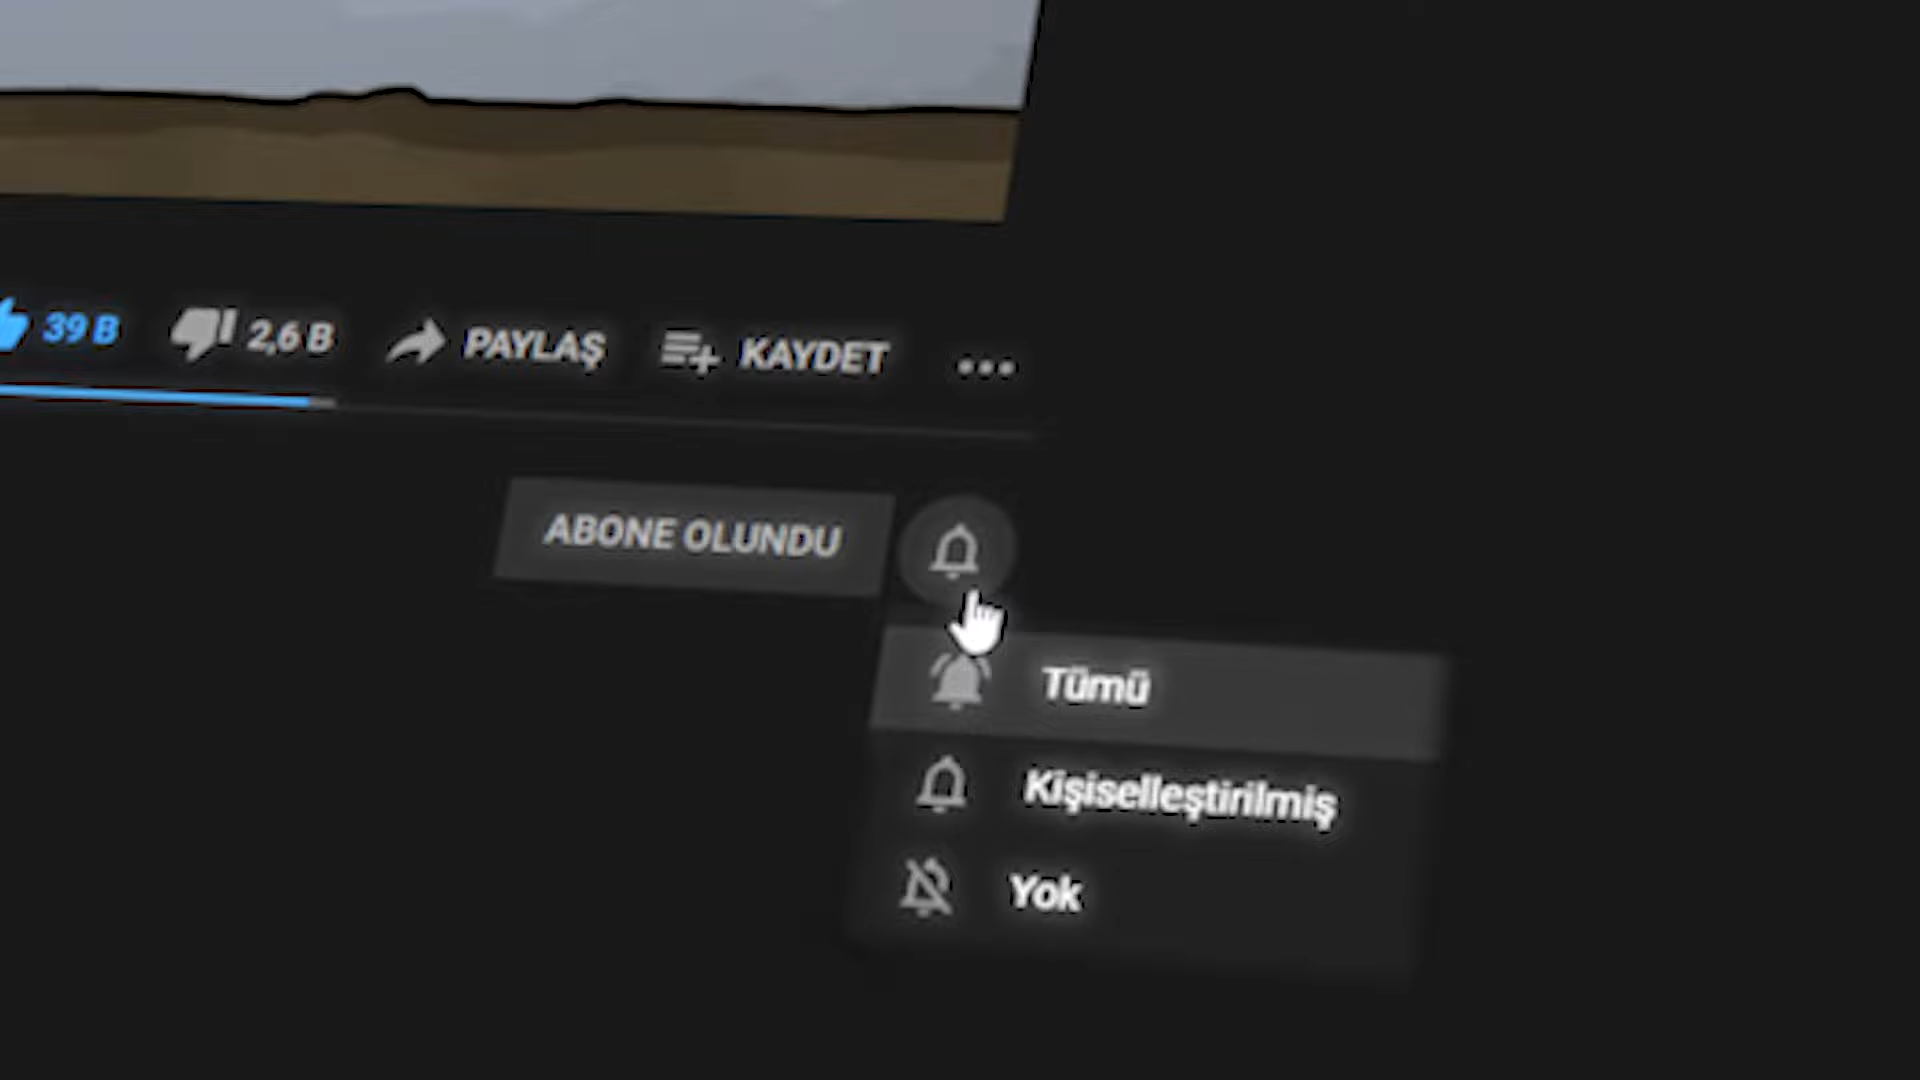 39 B 2,6 B PAYLAŞ KAYDET
ABONE OLUNDU
Tümü
Kişiselleştirilmiş
Yok